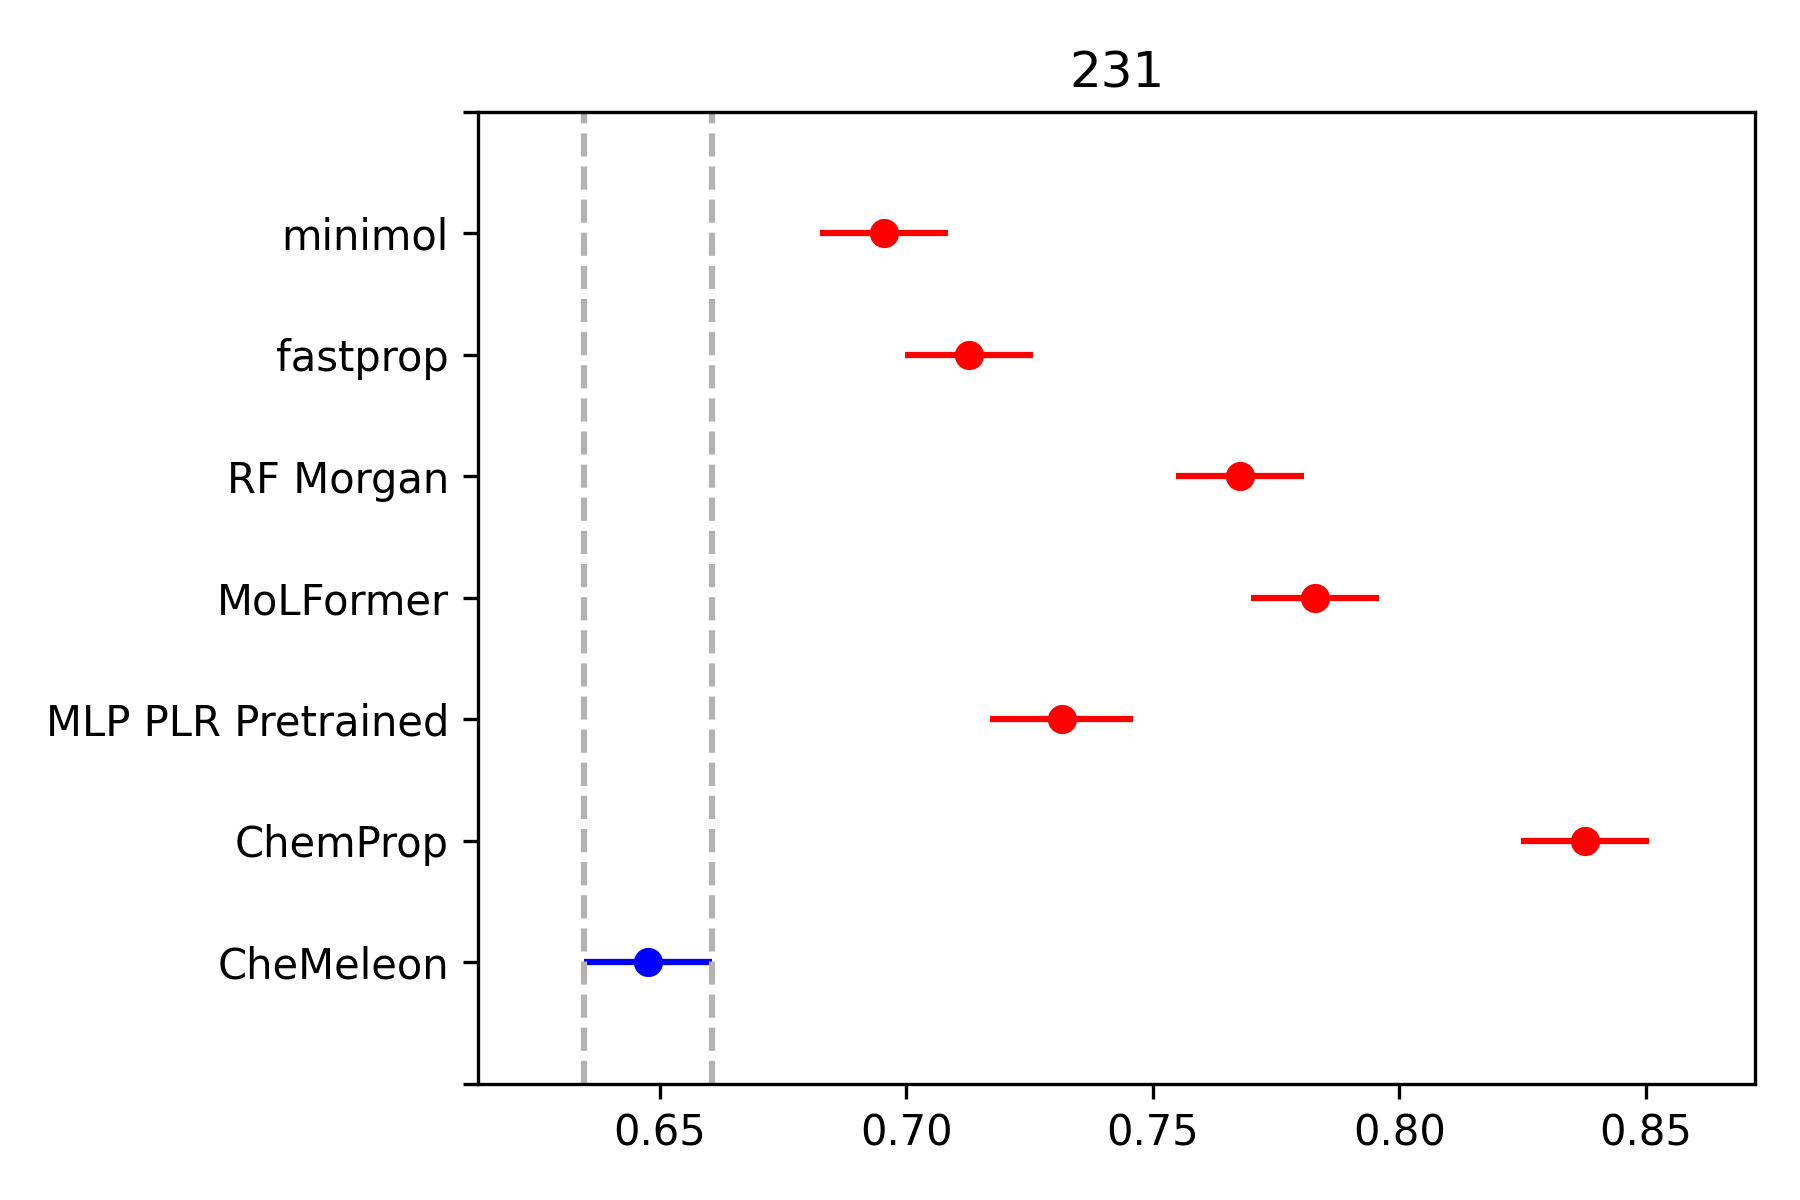 231
minimol
fastprop
RF Morgan
MoLFormer
MLP PLR Pretrained
ChemProp
CheMeleon
0.65 0.70 0.75 0.80 0.85